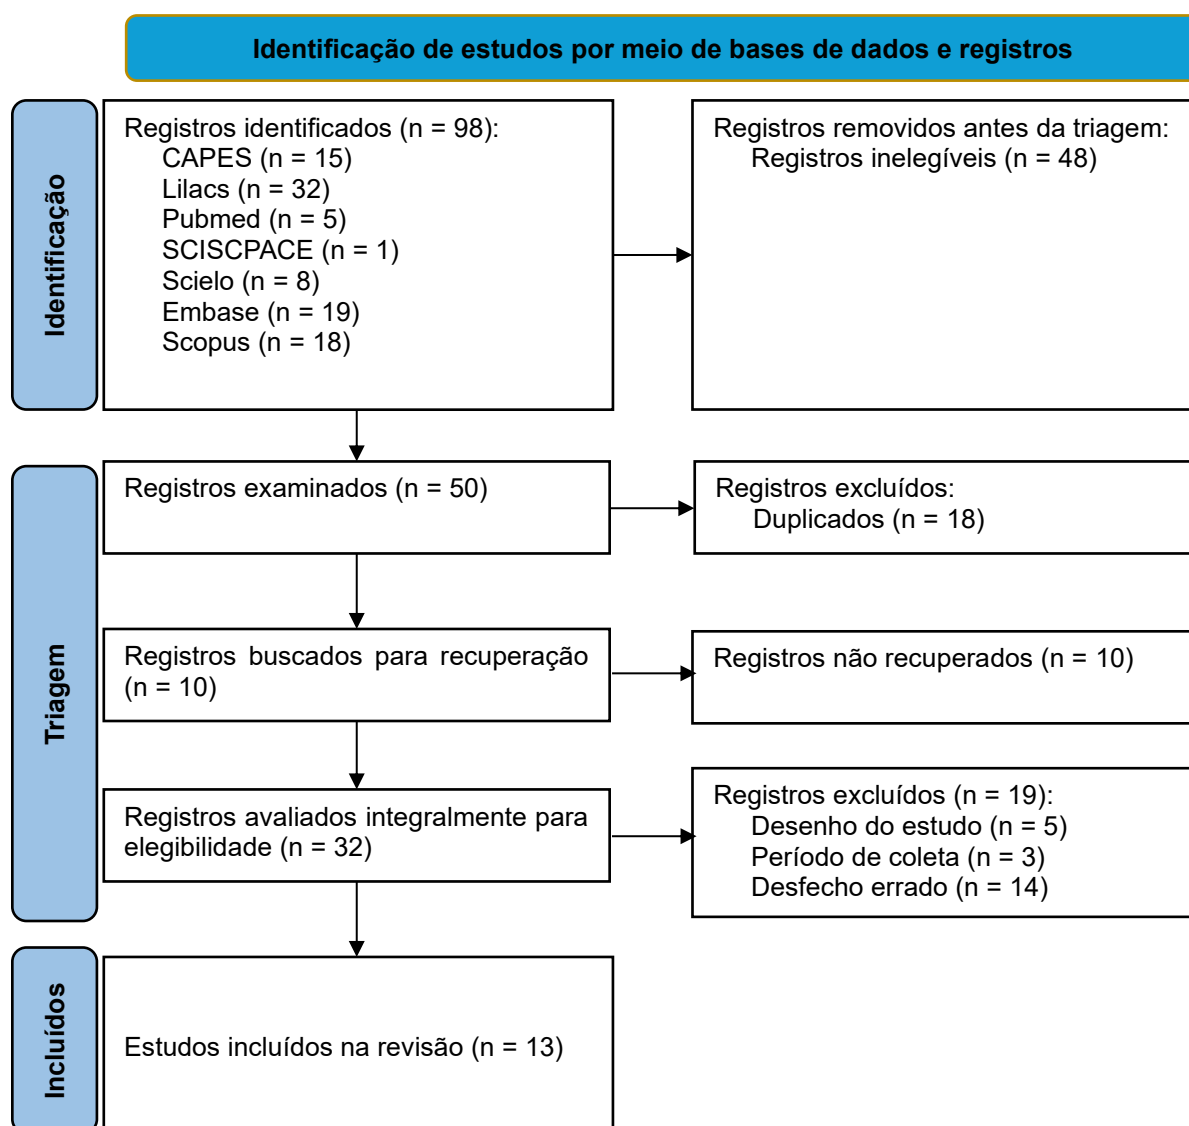 Identificação de estudos por meio de bases de dados e registros
Identificação
Registros identificados (n = 98):
CAPES (n = 15)
Lilacs (n = 32)
Pubmed (n = 5)
SCISCPACE (n = 1)
Scielo (n = 8)
Embase (n = 19)
Scopus (n = 18)
Registros removidos antes da triagem:
Registros inelegíveis (n = 48)
Triagem
Registros examinados (n = 50)
Registros excluídos:
Duplicados (n = 18)
Registros buscados para recuperação
(n = 10)
Registros não recuperados (n = 10)
Registros avaliados integralmente para
elegibilidade (n = 32)
Registros excluídos (n = 19):
Desenho do estudo (n = 5)
Período de coleta (n = 3)
Desfecho errado (n = 14)
Incluídos
Estudos incluídos na revisão (n = 13)